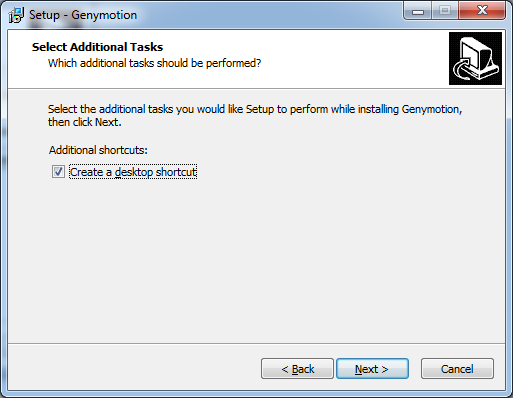 Setup - Genymotion
Select Additional Tasks
Which additional tasks should be performed?
Select the additional tasks you would like Setup to perform while installing Genymotion,
then click Next.
Additional shortcuts:
Create a desktop shortcut
< Back
Next >
Cancel